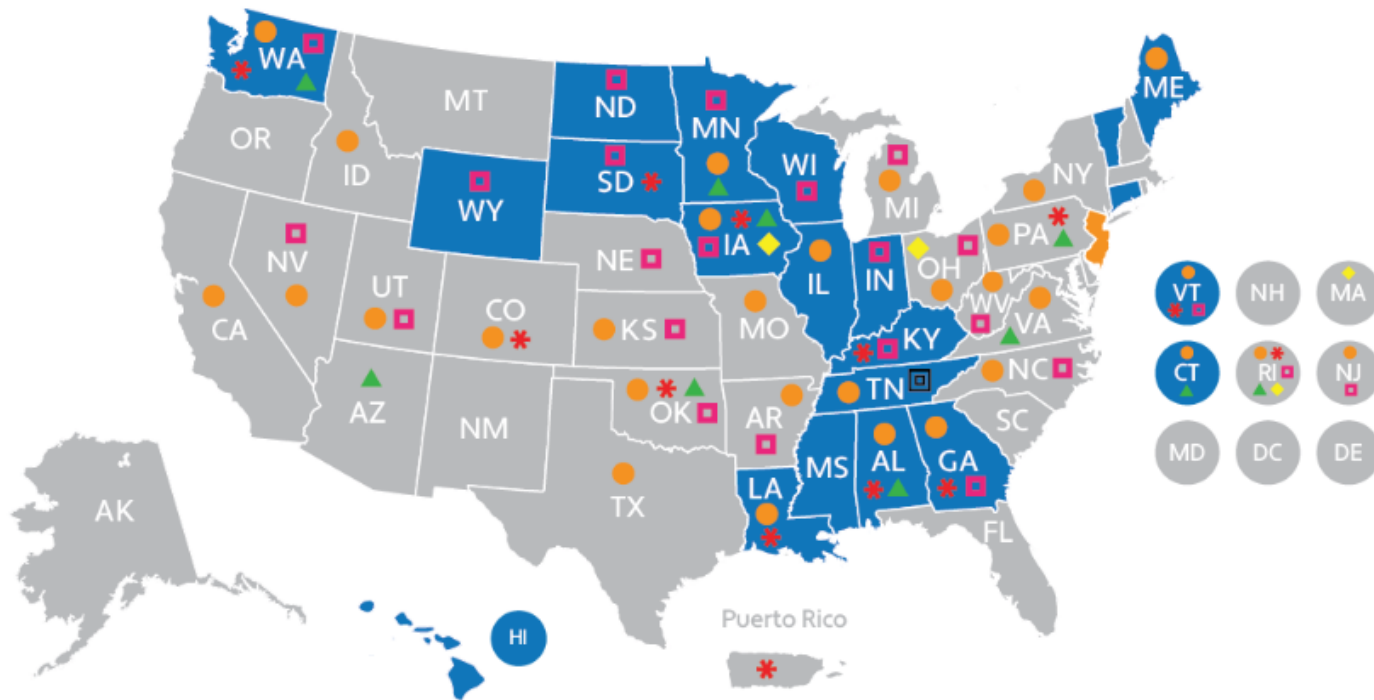 WA
ME
MT
ND
MN
OR
ID
SD
WI
NY
WY
MI
IA
PA
NE
NV
IL
IN
OH
UT
CO
WV
VA
CA
KS
MO
KY
VT
NH
MA
NC
TN
AZ
NM
OK
AR
SC
CT
RI
NJ
MS
AL
GA
LA
MD
DC
DE
TX
FL
AK
HI
Puerto Rico